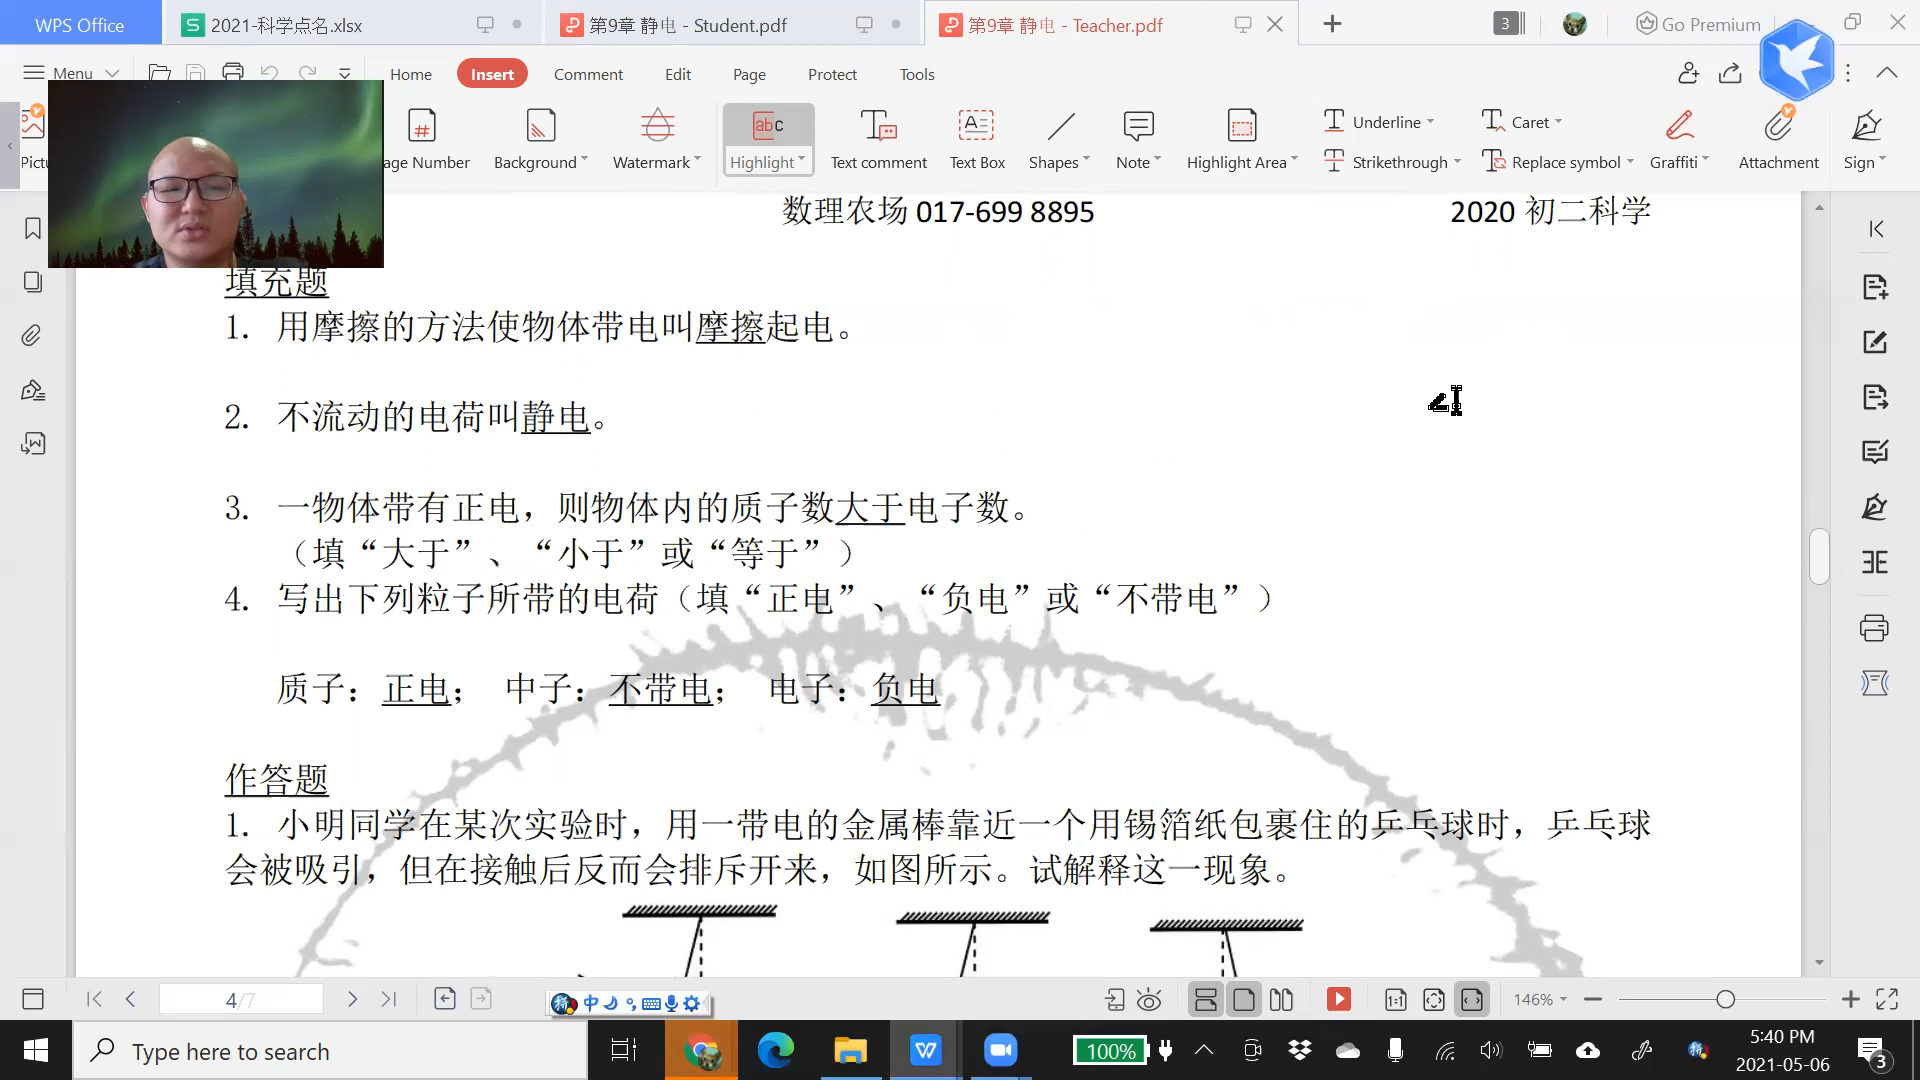 WPS Office
2021-科学点名.xlsx
第9章 静电 - Student.pdf
第9章 静电 - Teacher.pdf
3
Go Premium
Menu
Home
Insert
Comment
Edit
Page
Protect
Tools
Pictu
age Number
Background
Watermark
Highlight
Text comment
Text Box
Shapes
Note
Highlight Area
Underline
Strikethrough
Caret
Replace symbol
Graffiti
Attachment
Sign
数理农场 017-699 8895
2020 初二科学
填充题
1. 用摩擦的方法使物体带电叫摩擦起电。
2. 不流动的电荷叫静电。
3. 一物体带有正电，则物体内的质子数大于电子数。
（填“大于”、“小于”或“等于”）
4. 写出下列粒子所带的电荷（填“正电”、“负电”或“不带电”）
质子：正电； 中子：不带电； 电子：负电
作答题
1. 小明同学在某次实验时，用一带电的金属棒靠近一个用锡箔纸包裹住的乒乓球时，乒乓球
会被吸引，但在接触后反而会排斥开来，如图所示。试解释这一现象。
4/7
中
146%
Type here to search
100%
5:40 PM
2021-05-06
3